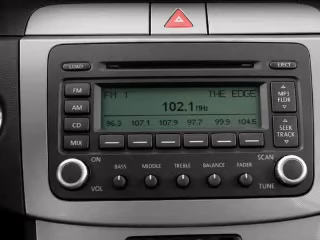 EJECT
FM 1 THE EDGE
102.1 MHz
96.3 107.1 107.9 97.7 99.9 104.5
FM
AM
CD
MIX
MP3
FLDR
SEEK
TRACK
ON
VOL
BASS MIDDLE TREBLE BALANCE FADER
SCAN
TUNE